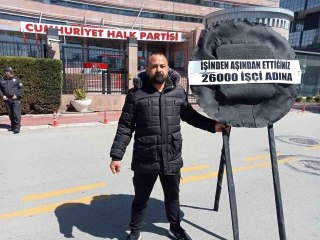 CUMHURİYET HALK PARTİSİ
İŞİNDEN AŞINDAN ETTİĞİNİZ
26000 İŞÇİ ADINA